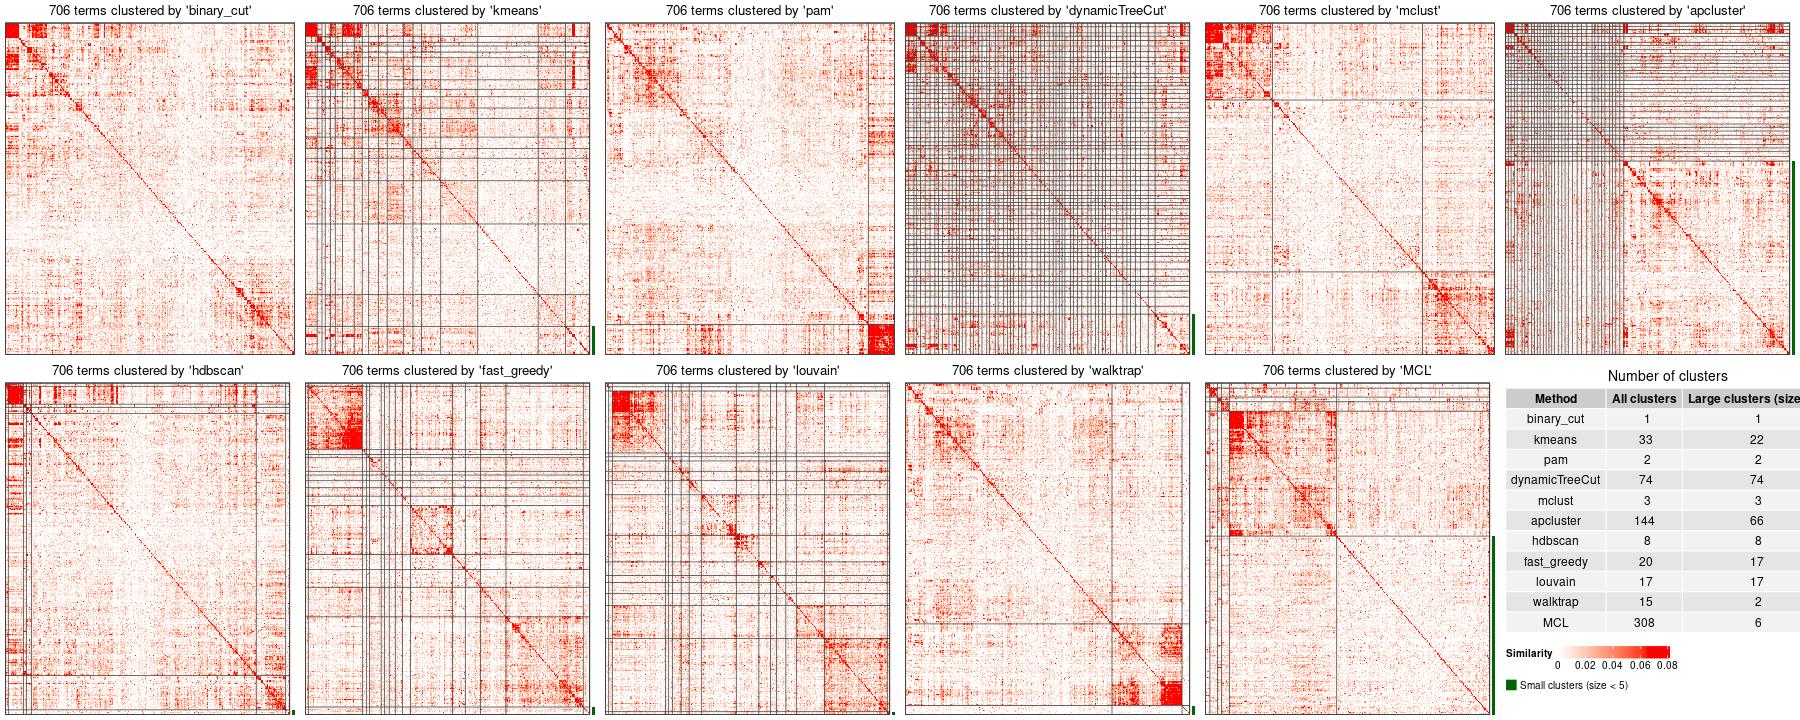 706 terms clustered by 'binary_cut'
706 terms clustered by 'kmeans'
706 terms clustered by 'pam'
706 terms clustered by 'dynamicTreeCut'
706 terms clustered by 'mclust'
706 terms clustered by 'apcluster'
706 terms clustered by 'hdbscan'
706 terms clustered by 'fast_greedy'
706 terms clustered by 'louvain'
706 terms clustered by 'walktrap'
706 terms clustered by 'MCL'
Number of clusters
Method All clusters Large clusters (size
binary_cut 1 1
kmeans 33 22
pam 2 2
dynamicTreeCut 74 74
mclust 3 3
apcluster 144 66
hdbscan 8 8
fast_greedy 20 17
louvain 17 17
walktrap 15 2
MCL 308 6
Similarity
0 0.02 0.04 0.06 0.08
Small clusters (size < 5)